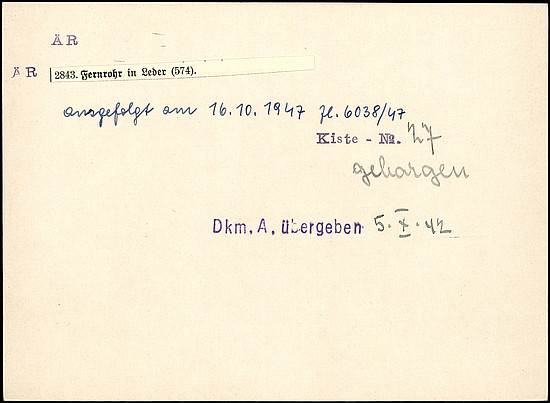 ÄR
ÄR 2843. Fernrohr in Leder (574).
ausgefolgt am 16.10.1947 Zl. 6038/47
Kiste - No. 27
geborgen
Dkm. A. übergeben 5.X.42